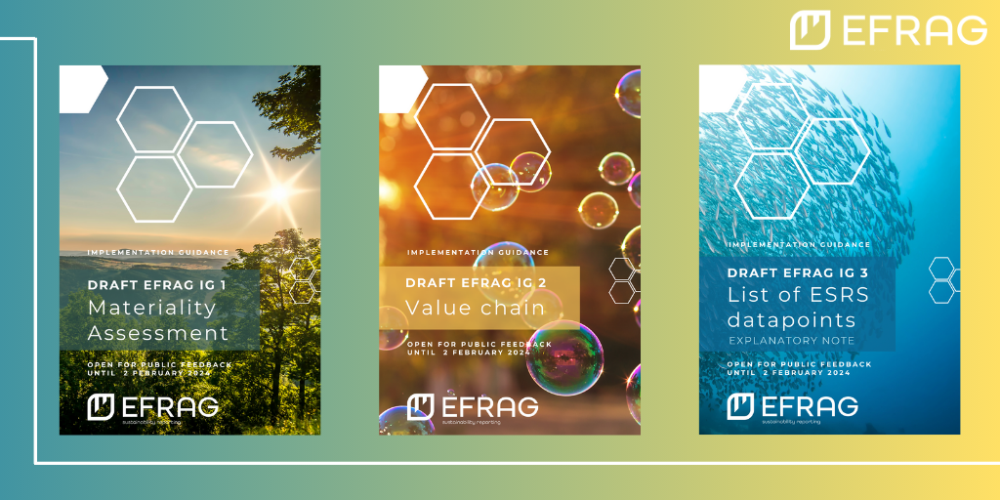 EFRAG
IMPLEMENTATION GUIDANCE
DRAFT EFRAG IG 1
Materiality
Assessment
OPEN FOR PUBLIC FEEDBACK
UNTIL 2 FEBRUARY 2024
EFRAG
sustainability reporting
IMPLEMENTATION GUIDANCE
DRAFT EFRAG IG 2
Value chain
OPEN FOR PUBLIC FEEDBACK
UNTIL 2 FEBRUARY 2024
EFRAG
sustainability reporting
IMPLEMENTATION GUIDANCE
DRAFT EFRAG IG 3
List of ESRS
datapoints
EXPLANATORY NOTE
OPEN FOR PUBLIC FEEDBACK
UNTIL 2 FEBRUARY 2024
EFRAG
sustainability reporting